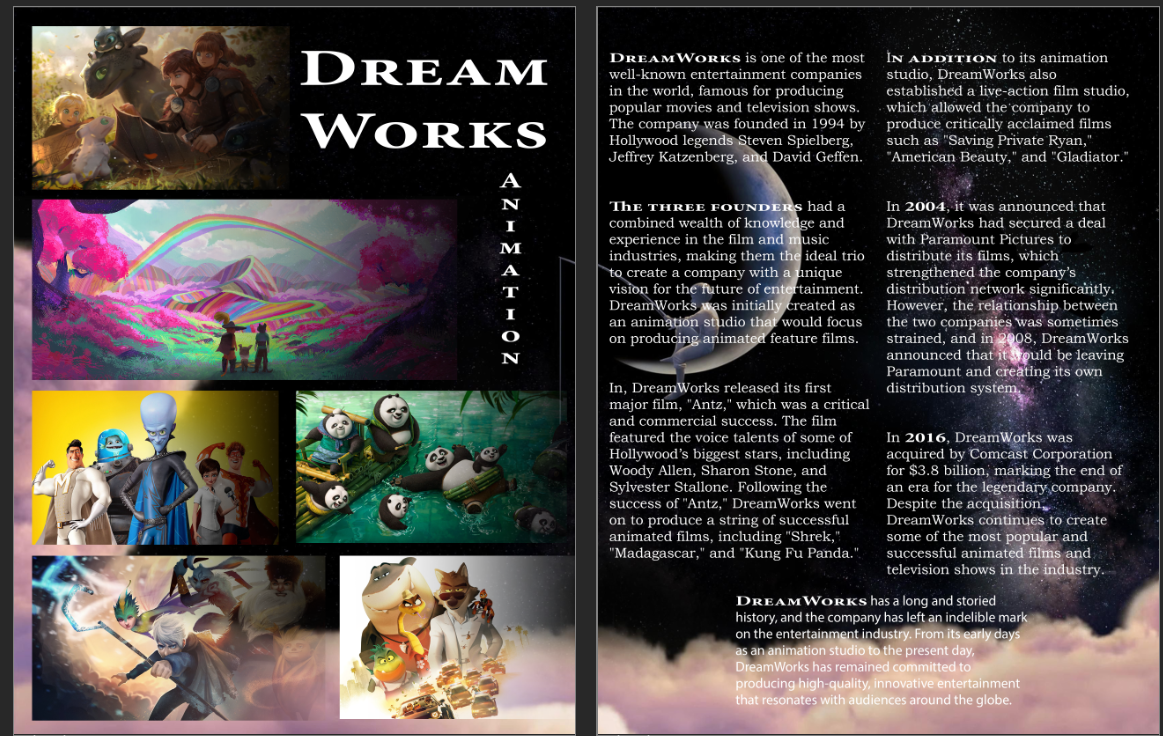 DREAM
WORKS
A
N
I
M
A
T
I
O
N
DREAMWORKS is one of the most
well-known entertainment companies
in the world, famous for producing
popular movies and television shows.
The company was founded in 1994 by
Hollywood legends Steven Spielberg,
Jeffrey Katzenberg, and David Geffen.
THE THREE FOUNDERS had a
combined wealth of knowledge and
experience in the film and music
industries, making them the ideal trio
to create a company with a unique
vision for the future of entertainment.
DreamWorks was initially created as
an animation studio that would focus
on producing animated feature films.
In, DreamWorks released its first
major film, "Antz," which was a critical
and commercial success. The film
featured the voice talents of some of
Hollywood's biggest stars, including
Woody Allen, Sharon Stone, and
Sylvester Stallone. Following the
success of "Antz," DreamWorks went
on to produce a string of successful
animated films, including "Shrek,"
"Madagascar," and "Kung Fu Panda."
IN ADDITION to its animation
studio, DreamWorks also
established a live-action film studio,
which allowed the company to
produce critically acclaimed films
such as "Saving Private Ryan,"
"American Beauty," and "Gladiator."
In 2004, it was announced that
DreamWorks had secured a deal
with Paramount Pictures to
distribute its films, which
strengthened the company's
distribution network significantly.
However, the relationship between
the two companies was sometimes
strained, and in 2008, DreamWorks
announced that it would be leaving
Paramount and creating its own
distribution system.
In 2016, DreamWorks was
acquired by Comcast Corporation
for $3.8 billion, marking the end of
an era for the legendary company.
Despite the acquisition,
DreamWorks continues to create
some of the most popular and
successful animated films and
television shows in the industry.
DREAMWORKS has a long and storied
history, and the company has left an indelible mark
on the entertainment industry. From its early days
as an animation studio to the present day,
DreamWorks has remained committed to
producing high-quality, innovative entertainment
that resonates with audiences around the globe.